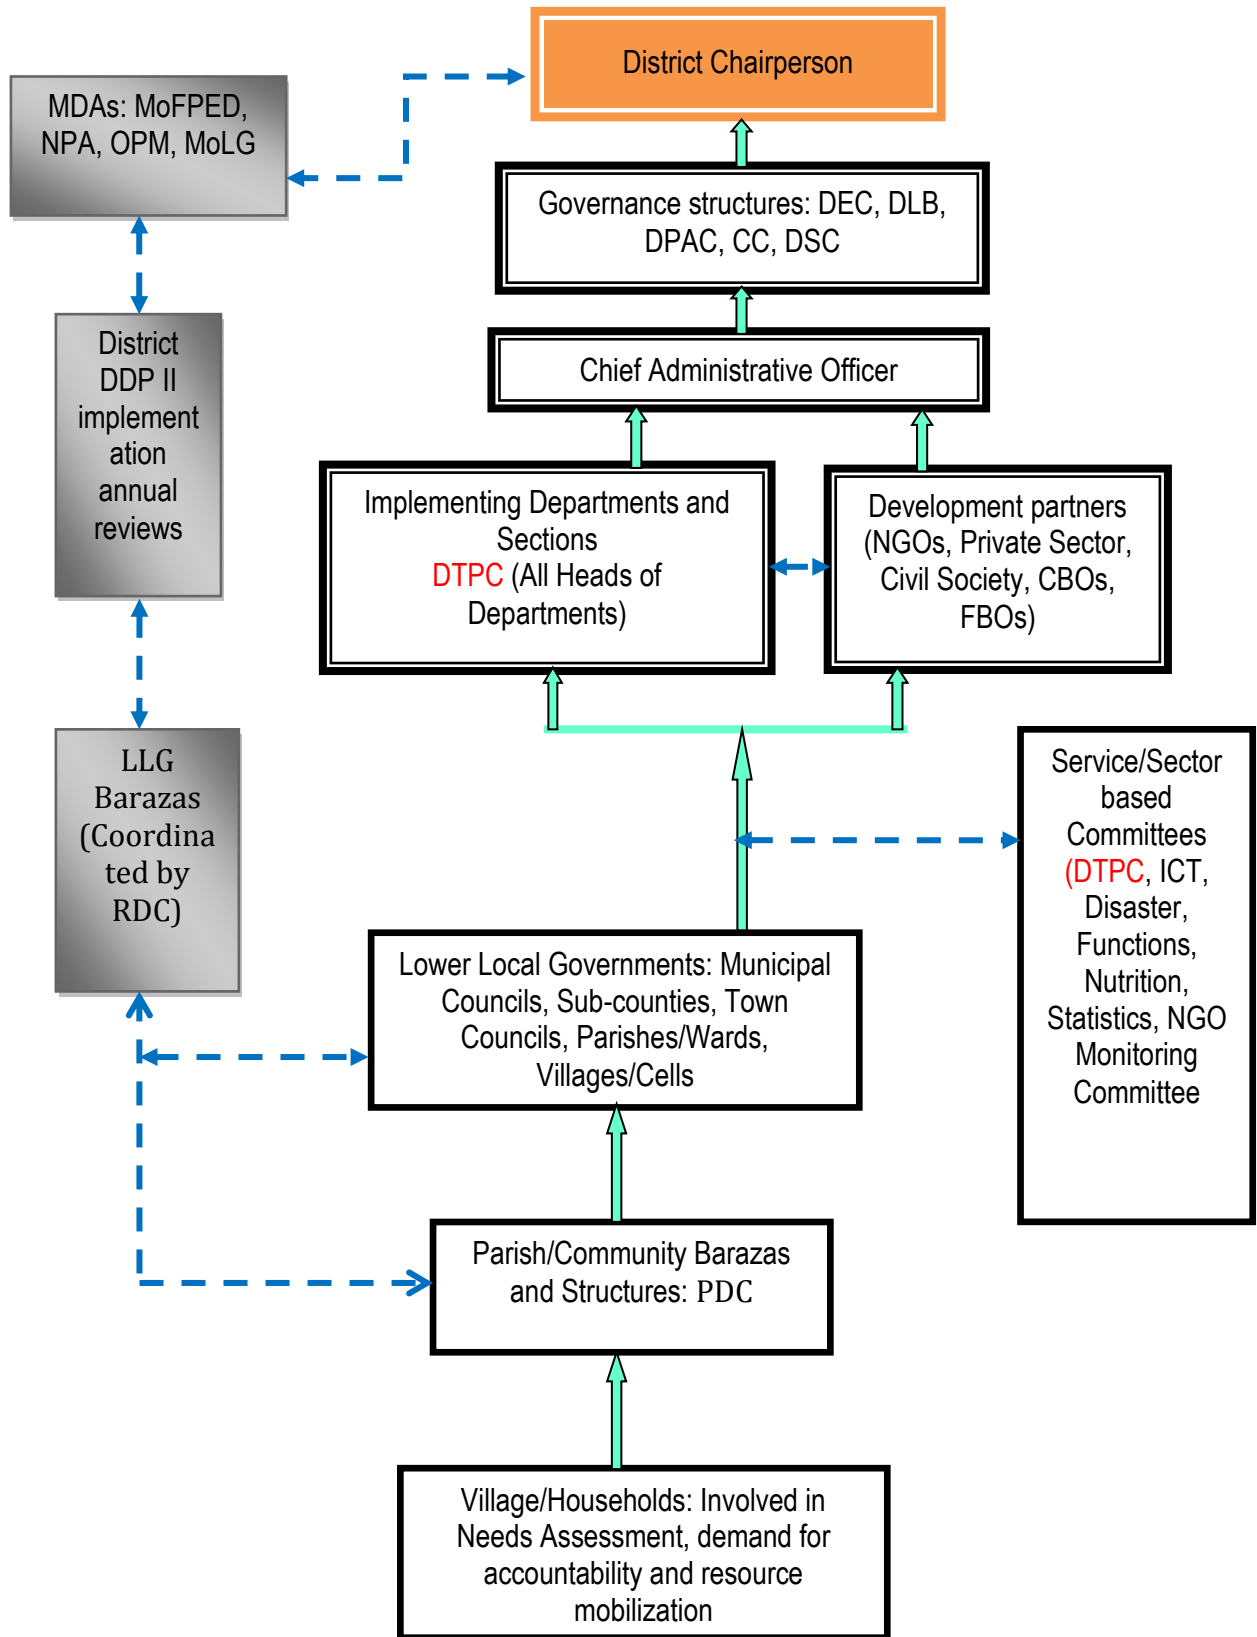 District Chairperson
MDAs: MoFPED,
NPA, OPM, MoLG
Governance structures: DEC, DLB,
DPAC, CC, DSC
District
DDP II
implement
ation
annual
reviews
Chief Administrative Officer
Implementing Departments and
Sections
DTPC (All Heads of
Departments)
Development partners
(NGOs, Private Sector,
Civil Society, CBOs,
FBOs)
LLG
Barazas
(Coordina
ted by
RDC)
Service/Sector
based
Committees
(DTPC, ICT,
Disaster,
Functions,
Nutrition,
Statistics, NGO
Monitoring
Committee
Lower Local Governments: Municipal
Councils, Sub-counties, Town
Councils, Parishes/Wards,
Villages/Cells
Parish/Community Barazas
and Structures: PDC
Village/Households: Involved in
Needs Assessment, demand for
accountability and resource
mobilization